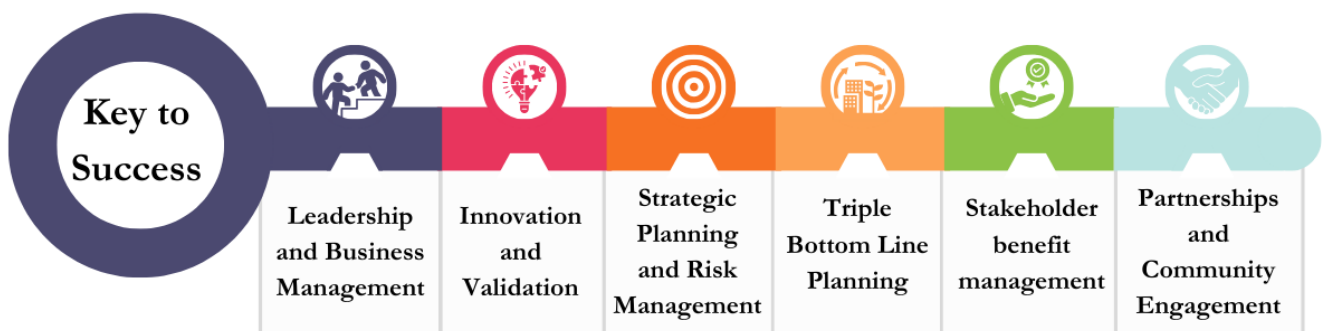 Key to
Success
Leadership
and Business
Management
Innovation
and
Validation
Strategic
Planning
and Risk
Management
Triple
Bottom Line
Planning
Stakeholder
benefit
management
Partnerships
and
Community
Engagement